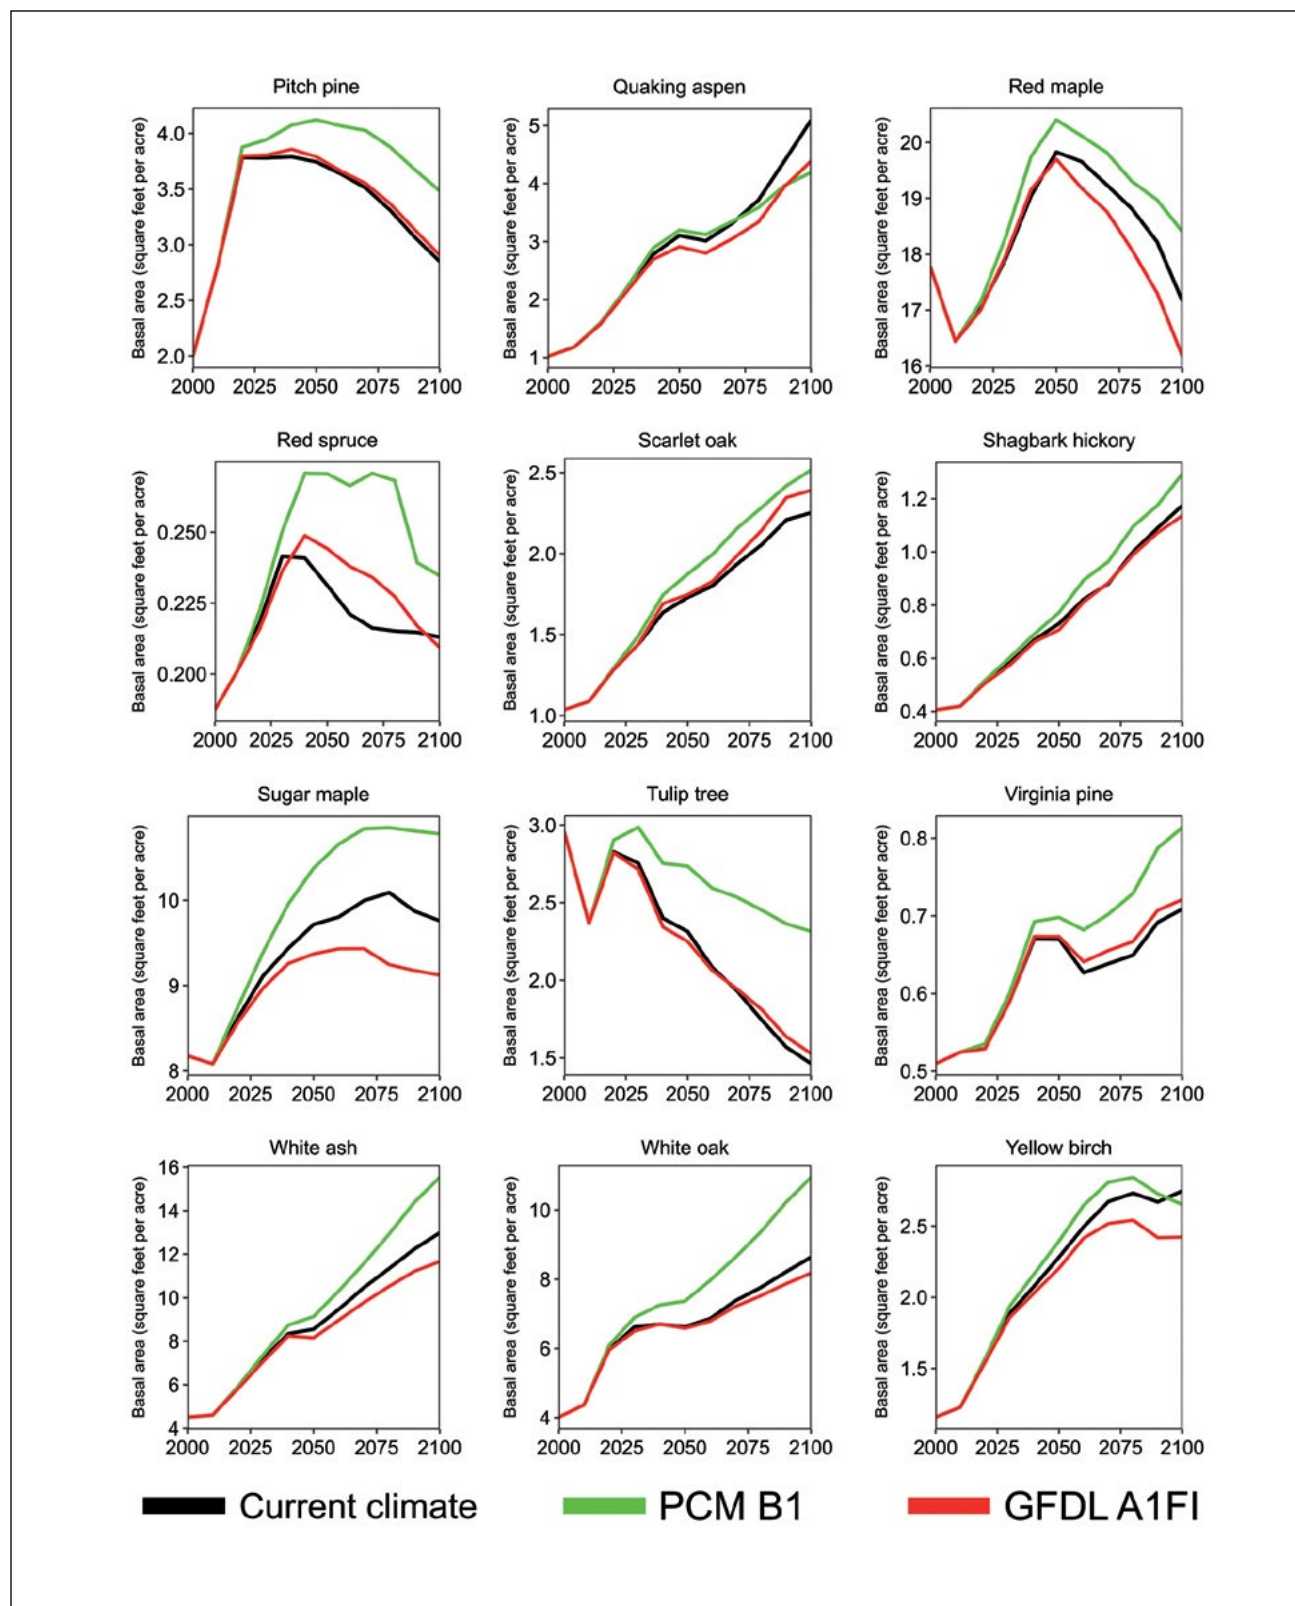 Pitch pine
Quaking aspen
Red maple
Basal area (square feet per acre)
4.0
3.5
3.0
2.5
2.0
2000 2025 2050 2075 2100
Basal area (square feet per acre)
5
4
3
2
1
2000 2025 2050 2075 2100
Basal area (square feet per acre)
20
19
18
17
16
2000 2025 2050 2075 2100
Red spruce
Scarlet oak
Shagbark hickory
Basal area (square feet per acre)
0.250
0.225
0.200
2000 2025 2050 2075 2100
Basal area (square feet per acre)
2.5
2.0
1.5
1.0
2000 2025 2050 2075 2100
Basal area (square feet per acre)
1.2
1.0
0.8
0.6
0.4
2000 2025 2050 2075 2100
Sugar maple
Tulip tree
Virginia pine
Basal area (square feet per acre)
10
9
8
2000 2025 2050 2075 2100
Basal area (square feet per acre)
3.0
2.5
2.0
1.5
2000 2025 2050 2075 2100
Basal area (square feet per acre)
0.8
0.7
0.6
0.5
2000 2025 2050 2075 2100
White ash
White oak
Yellow birch
Basal area (square feet per acre)
16
14
12
10
8
6
4
2000 2025 2050 2075 2100
Basal area (square feet per acre)
10
8
6
4
2000 2025 2050 2075 2100
Basal area (square feet per acre)
2.5
2.0
1.5
2000 2025 2050 2075 2100
Current climate
PCM B1
GFDL A1FI